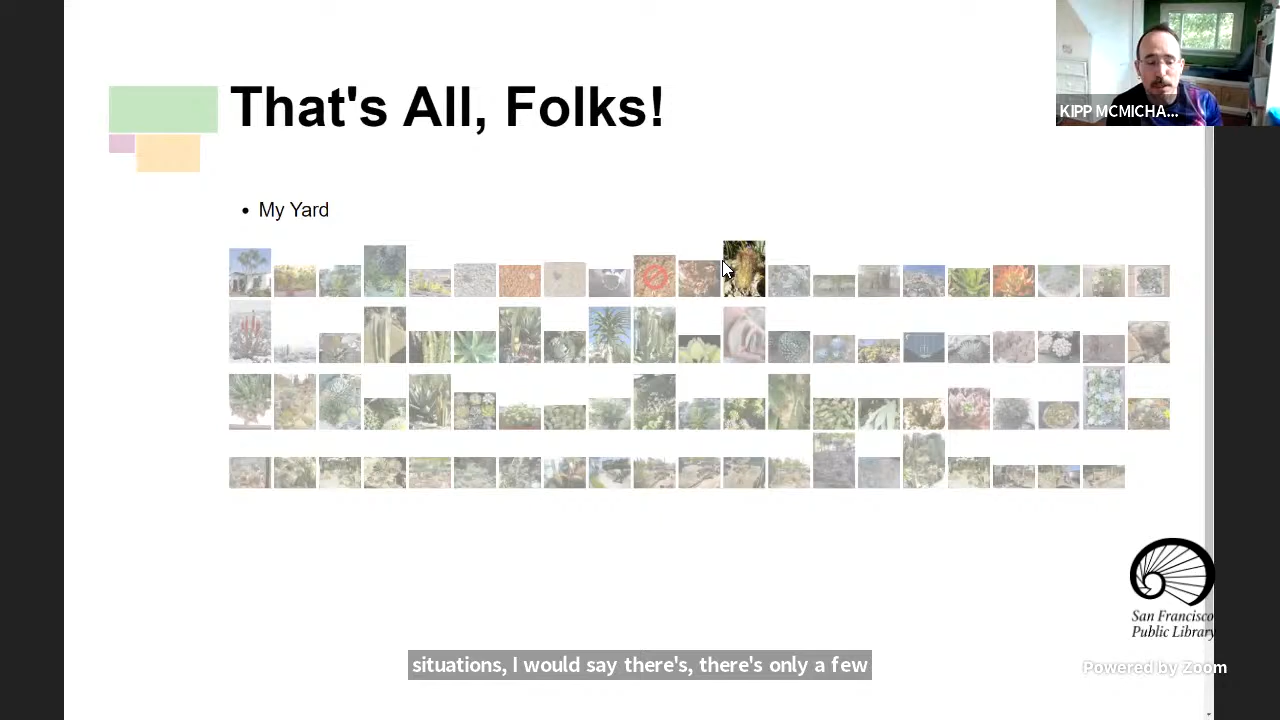 That's All, Folks!
KIPP MCMICHA...
• My Yard
San Francisco
Public Library
situations, I would say there's, there's only a few
Powered by Zoom